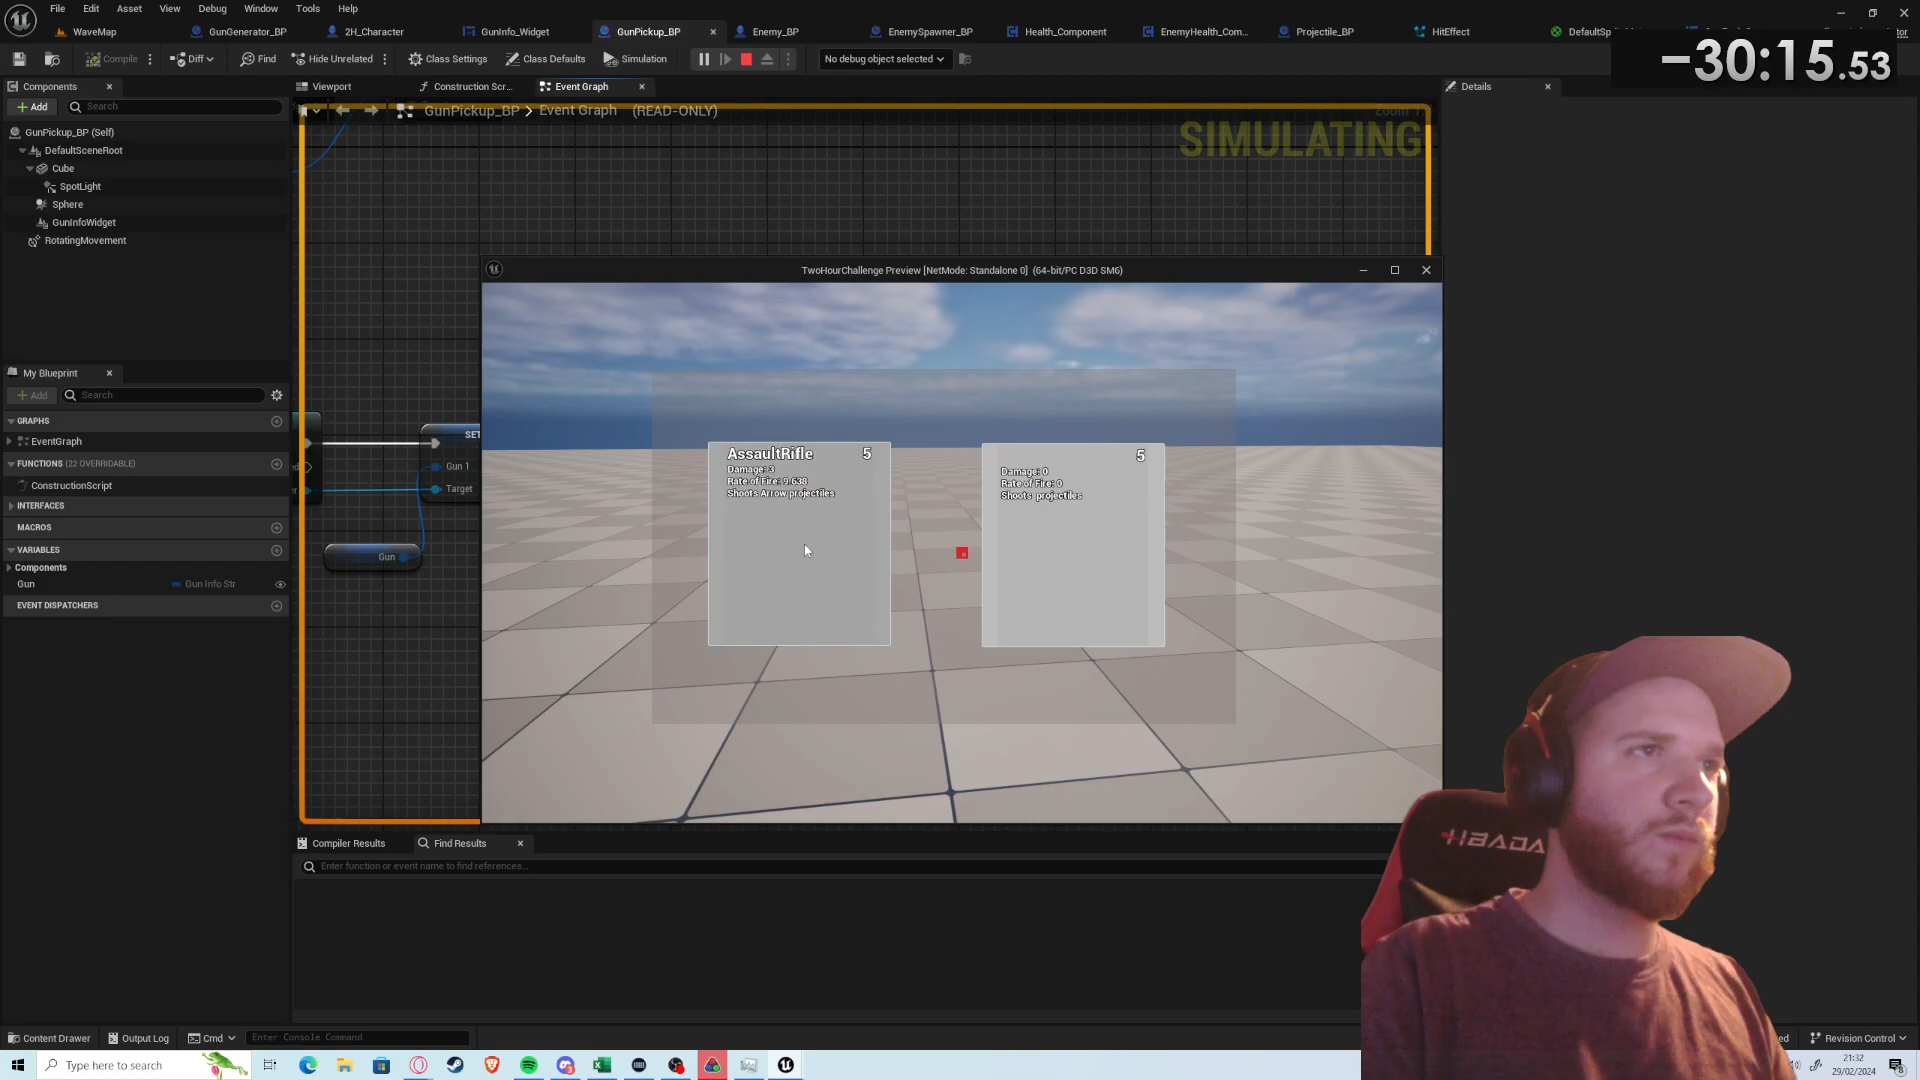 File Edit Asset View Window Tools Help
WaveMap GunGenerator_BP 2H_Character GunInfo_Widget GunPickup_BP Enemy_BP EnemySpawner_BP Health_Component EnemyHealth_Com... Projectile_BP HitEffect
-30:15.53
Compile Diff Find Hide Unrelated Class Settings Class Defaults Simulation No debug object selected
Components
Viewport Construction Scr... Event Graph
Details
Add Search
GunPickup_BP > Event Graph (READ-ONLY)
SIMULATING
GunPickup_BP (Self)
DefaultSceneRoot
Cube
SpotLight
Sphere
GunInfoWidget
RotatingMovement
TwoHourChallenge Preview [NetMode: Standalone 0] (64-bit/PC D3D SM6)
My Blueprint
Add Search
GRAPHS
EventGraph
FUNCTIONS (22 OVERRIDABLE)
ConstructionScript
INTERFACES
MACROS
VARIABLES
Components
Gun Gun Info Str
EVENT DISPATCHERS
SET
Gun 1
Target
Gun
AssaultRifle 5
Damage: 3
Rate of Fire: 9.638
Shoots Arrow projectiles
5
Damage: 0
Rate of Fire: 0
Shoots projectiles
Compiler Results Find Results
Enter function or event name to find references...
HBADA
Content Drawer Output Log Cmd Enter Console Command
Revision Control
Type here to search
21:32
29/02/2024